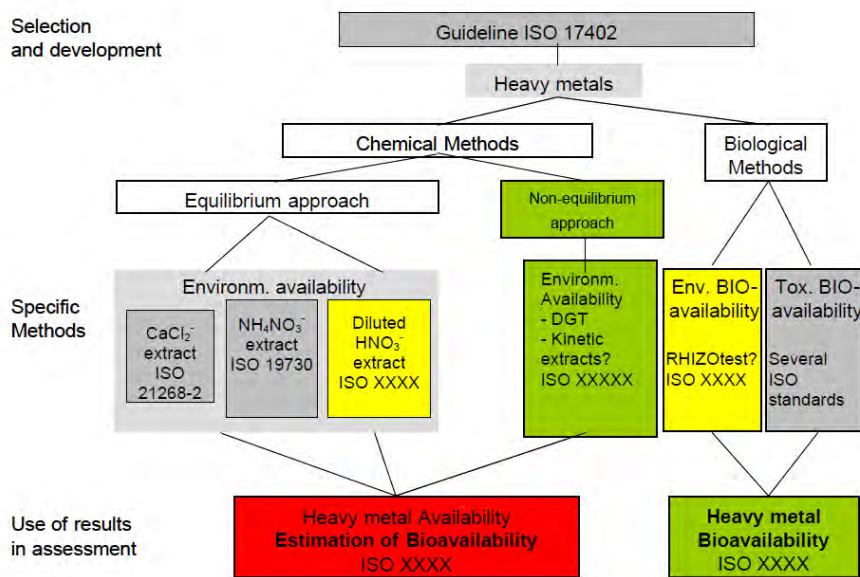 Selection
and development
Guideline ISO 17402
Heavy metals
Chemical Methods
Biological
Methods
Equilibrium approach
Non-equilibrium
approach
Specific
Methods
Environm. availability
CaCl₂⁻
extract
ISO
21268-2
NH₄NO₃⁻
extract
ISO 19730
Diluted
HNO₃⁻
extract
ISO XXXX
Environm.
Availability
- DGT
- Kinetic
extracts?
ISO XXXXX
Env. BIO-
availability
RHIZOtest?
ISO XXXX
Tox. BIO-
availability
Several
ISO
standards
Use of results
in assessment
Heavy metal Availability
Estimation of Bioavailability
ISO XXXX
Heavy metal
Bioavailability
ISO XXXX